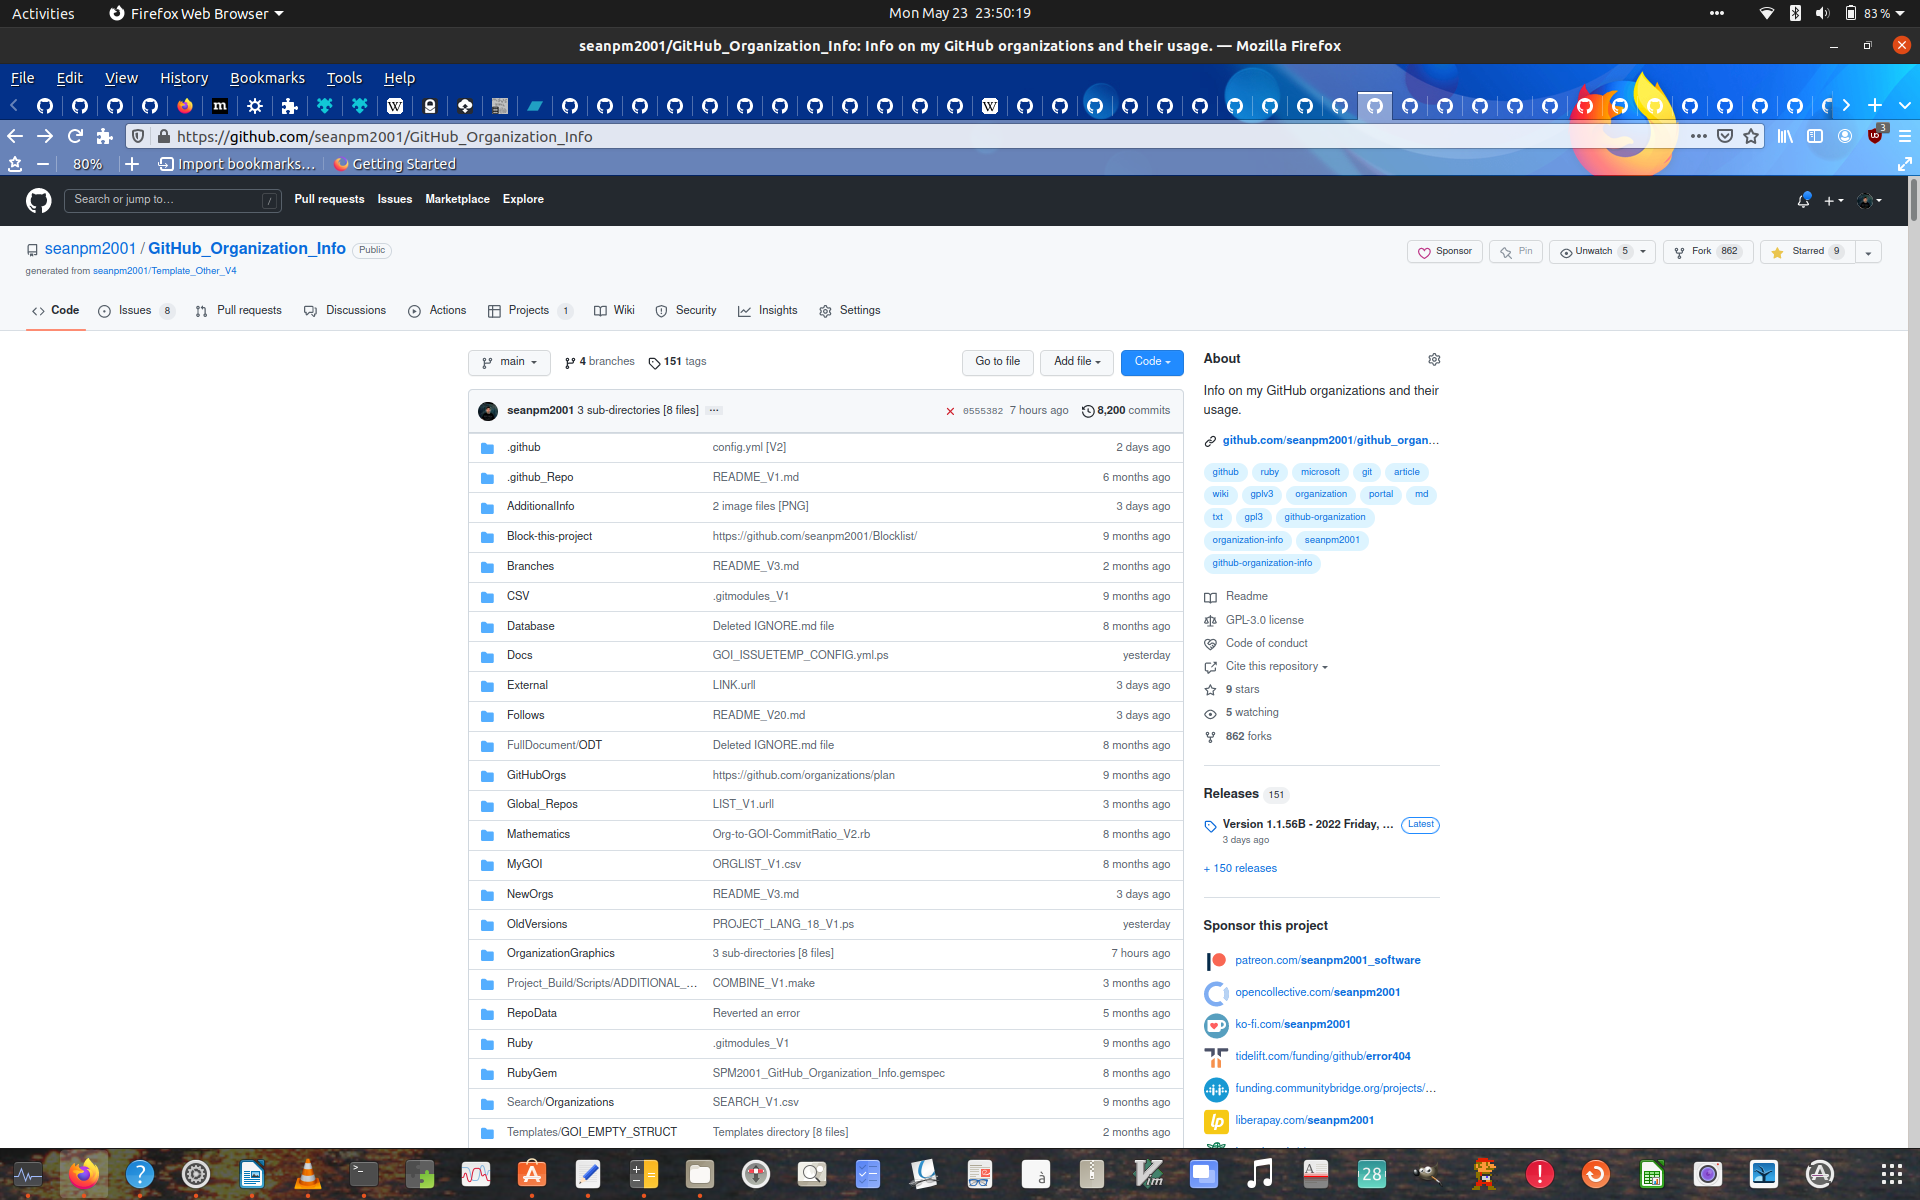 Activities
Firefox Web Browser
Mon May 23 23:50:19
83 %
seanpm2001/GitHub_Organization_Info: Info on my GitHub organizations and their usage. — Mozilla Firefox
File Edit View History Bookmarks Tools Help
https://github.com/seanpm2001/GitHub_Organization_Info
3
80%
Import bookmarks...
Getting Started
Search or jump to...
/
Pull requests Issues Marketplace Explore
seanpm2001 / GitHub_Organization_Info Public
Sponsor Pin Unwatch 5 Fork 862 Starred 9
generated from seanpm2001/Template_Other_V4
Code Issues 8 Pull requests Discussions Actions Projects 1 Wiki Security Insights Settings
main 4 branches 151 tags Go to file Add file Code
seanpm2001 3 sub-directories [8 files] ... 0555382 7 hours ago 8,200 commits
.github config.yml [V2] 2 days ago
.github_Repo README_V1.md 6 months ago
AdditionalInfo 2 image files [PNG] 3 days ago
Block-this-project https://github.com/seanpm2001/Blocklist/ 9 months ago
Branches README_V3.md 2 months ago
CSV .gitmodules_V1 9 months ago
Database Deleted IGNORE.md file 8 months ago
Docs GOI_ISSUETEMP_CONFIG.yml.ps yesterday
External LINK.urll 3 days ago
Follows README_V20.md 3 days ago
FullDocument/ODT Deleted IGNORE.md file 8 months ago
GitHubOrgs https://github.com/organizations/plan 9 months ago
Global_Repos LIST_V1.urll 3 months ago
Mathematics Org-to-GOI-CommitRatio_V2.rb 8 months ago
MyGOI ORGLIST_V1.csv 8 months ago
NewOrgs README_V3.md 3 days ago
OldVersions PROJECT_LANG_18_V1.ps yesterday
OrganizationGraphics 3 sub-directories [8 files] 7 hours ago
Project_Build/Scripts/ADDITIONAL_... COMBINE_V1.make 3 months ago
RepoData Reverted an error 5 months ago
Ruby .gitmodules_V1 9 months ago
RubyGem SPM2001_GitHub_Organization_Info.gemspec 8 months ago
Search/Organizations SEARCH_V1.csv 9 months ago
Templates/GOI_EMPTY_STRUCT Templates directory [8 files] 2 months ago
About
Info on my GitHub organizations and their
usage.
github.com/seanpm2001/github_organ...
github ruby microsoft git article
wiki gplv3 organization portal md
txt gpl3 github-organization
organization-info seanpm2001
github-organization-info
Readme
GPL-3.0 license
Code of conduct
Cite this repository
9 stars
5 watching
862 forks
Releases 151
Version 1.1.56B - 2022 Friday, ... Latest
3 days ago
+ 150 releases
Sponsor this project
patreon.com/seanpm2001_software
opencollective.com/seanpm2001
ko-fi.com/seanpm2001
tidelift.com/funding/github/error404
funding.communitybridge.org/projects/...
lp liberapay.com/seanpm2001
28